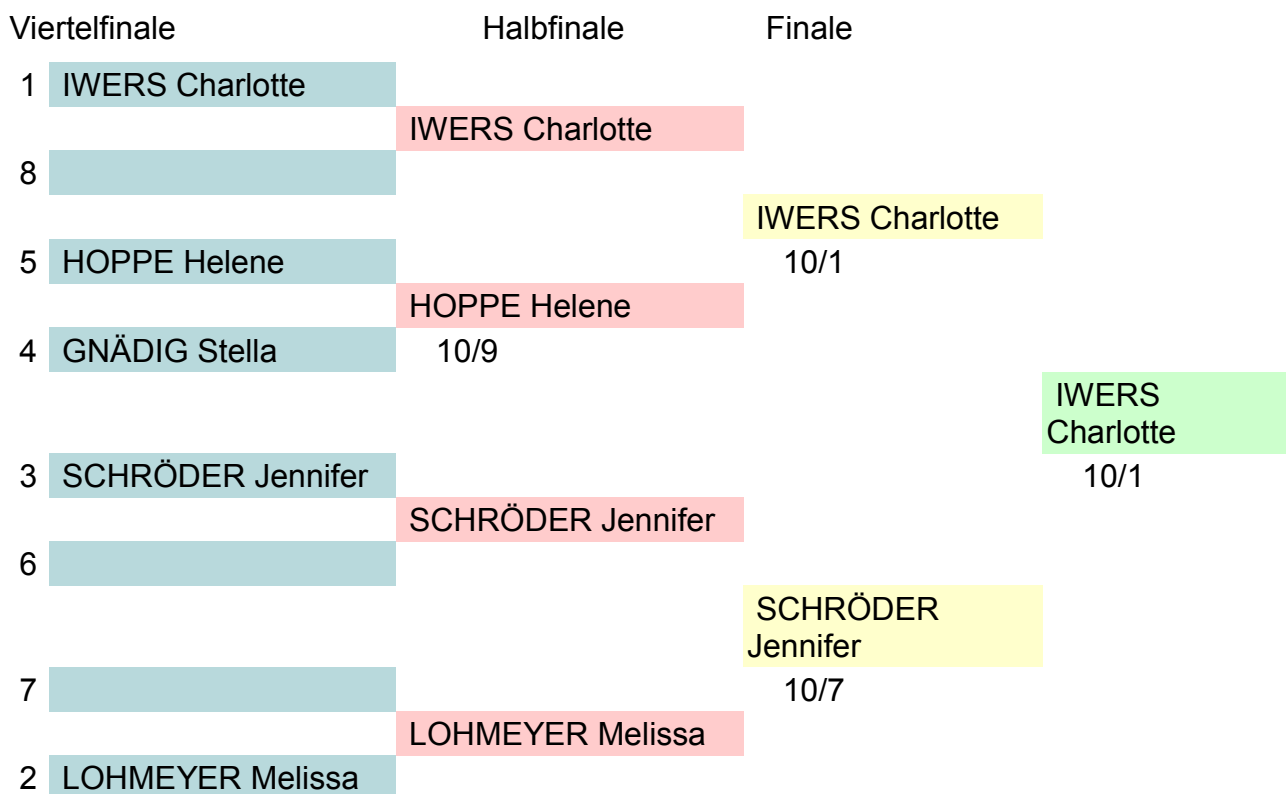 Viertelfinale Halbfinale Finale
1 IWERS Charlotte
IWERS Charlotte
8
IWERS Charlotte
5 HOPPE Helene 10/1
HOPPE Helene
4 GNÄDIG Stella 10/9
IWERS
Charlotte
3 SCHRÖDER Jennifer 10/1
SCHRÖDER Jennifer
6
SCHRÖDER
Jennifer
7 10/7
LOHMEYER Melissa
2 LOHMEYER Melissa